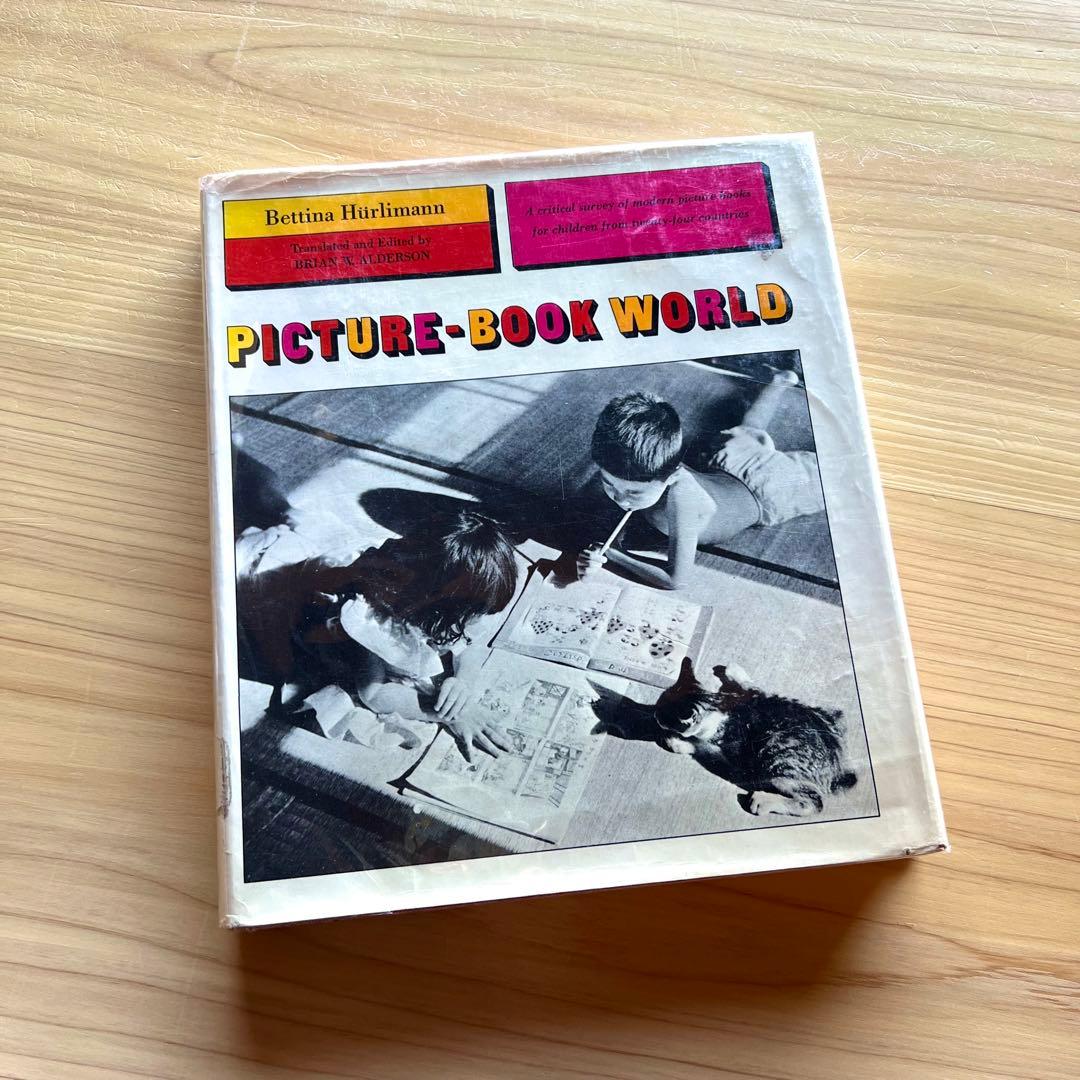 Bettina Hürlimann
Translated and Edited by
BRIAN W. ALDERSON
A critical survey of modern picture books
for children from twenty-four countries
PICTURE-BOOK WORLD